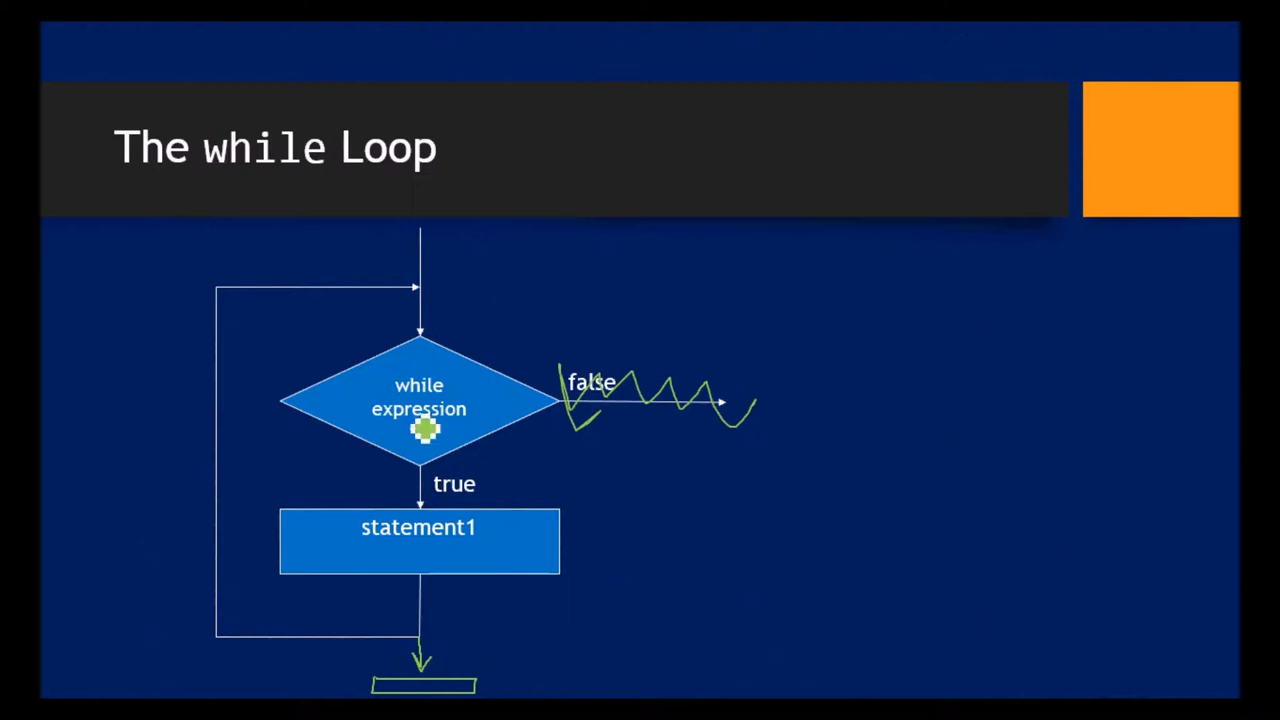 The while Loop
while
expression
false
true
statement1